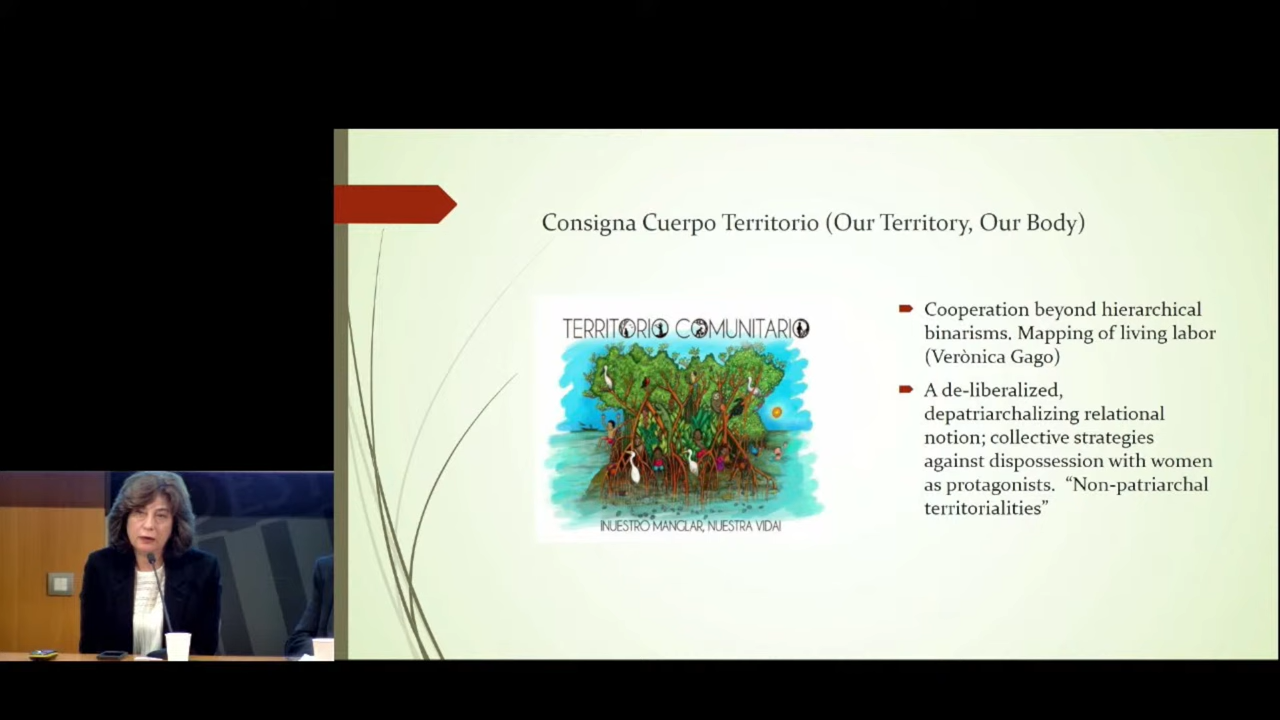 Consigna Cuerpo Territorio (Our Territory, Our Body)
TERRITORIO COMUNITARIO
¡NUESTRO MANGLAR, NUESTRA VIDA!
Cooperation beyond hierarchical
binarisms. Mapping of living labor
(Verònica Gago)
A de-liberalized,
depatriarchalizing relational
notion; collective strategies
against dispossession with women
as protagonists. “Non-patriarchal
territorialities”